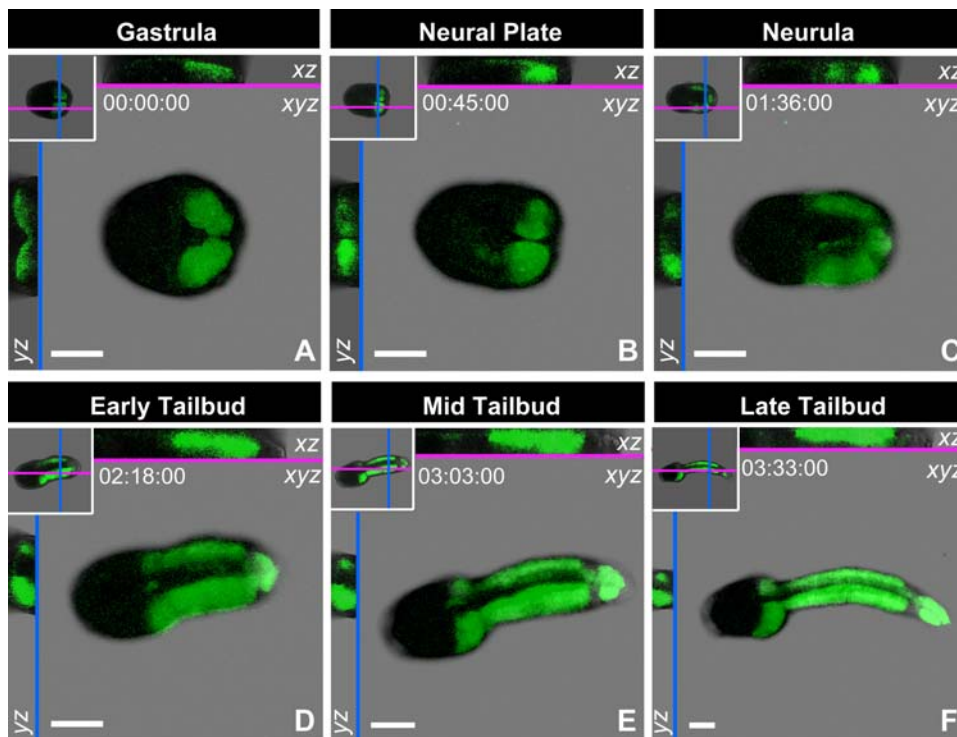 Gastrula
Neural Plate
Neurula
xz
00:00:00
xyz
yz
A
xz
00:45:00
xyz
yz
B
xz
01:36:00
xyz
yz
C
Early Tailbud
Mid Tailbud
Late Tailbud
xz
02:18:00
xyz
yz
D
xz
03:03:00
xyz
yz
E
xz
03:33:00
xyz
yz
F